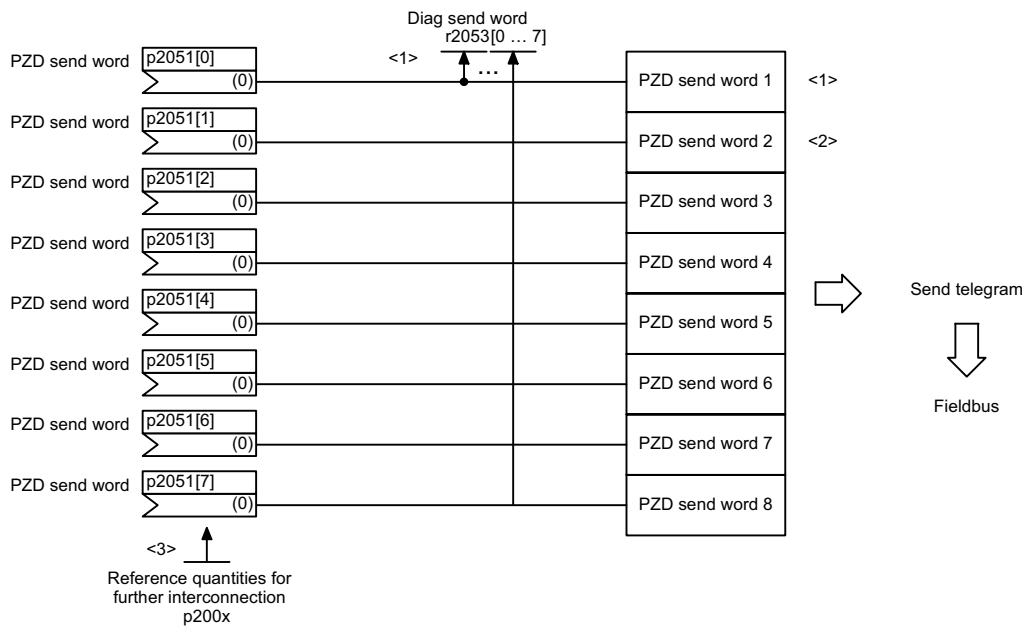 Diag send word
r2053[0 … 7]
PZD send word p2051[0] <1> ...
(0) PZD send word 1 <1>
PZD send word p2051[1]
(0) PZD send word 2 <2>
PZD send word p2051[2]
(0) PZD send word 3
PZD send word p2051[3]
(0) PZD send word 4
PZD send word p2051[4]
(0) PZD send word 5
PZD send word p2051[5]
(0) PZD send word 6
PZD send word p2051[6]
(0) PZD send word 7
PZD send word p2051[7]
(0) PZD send word 8
Send telegram
Fieldbus
<3>
Reference quantities for
further interconnection
p200x